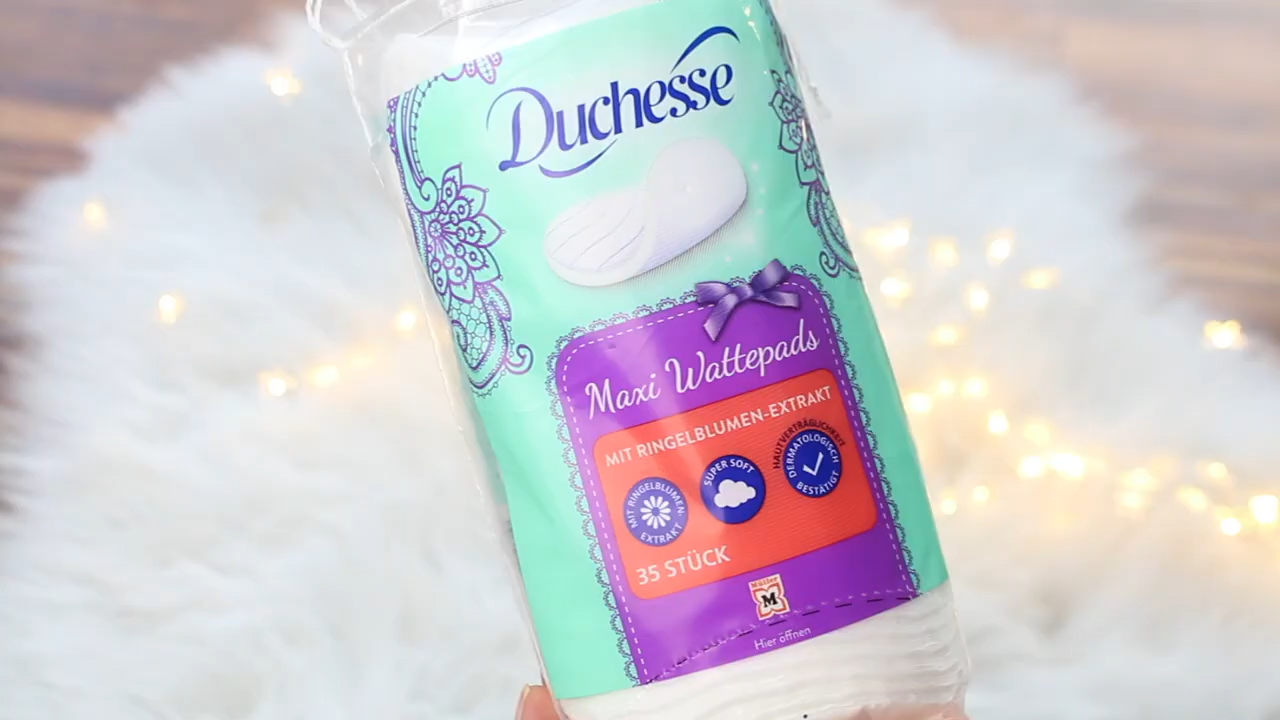 Duchesse
Maxi Wattepads
MIT RINGELBLUMEN-EXTRAKT
MIT RINGELBLUMEN-
EXTRAKT
SUPER SOFT
HAUTVERTRÄGLICHKEIT
DERMATOLOGISCH
BESTÄTIGT
35 STÜCK
Müller
M
Hier öffnen